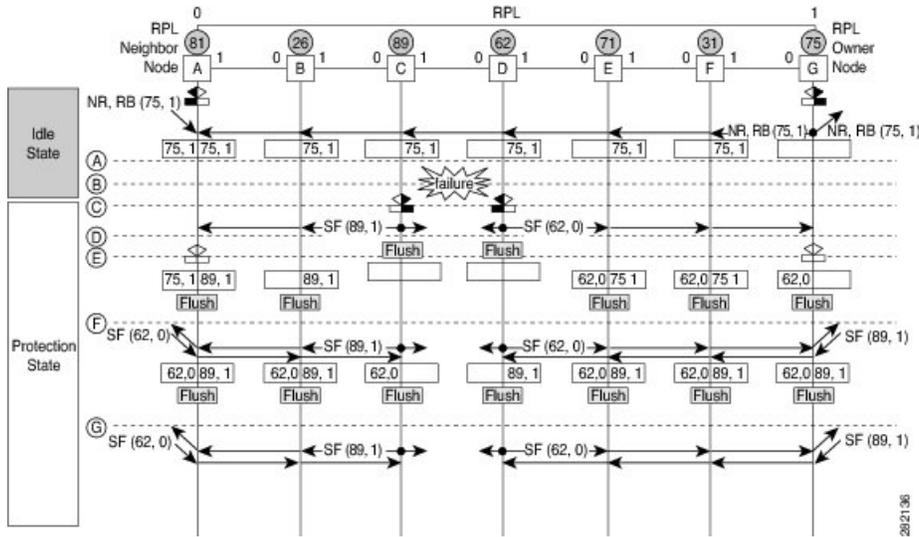 0 RPL 1
RPL Neighbor Node
RPL Owner Node
81 26 89 62 71 31 75
A 1 0 B 1 0 C 1 0 D 1 0 E 1 0 F 1 0 G
Idle State
NR, RB (75, 1)
NR, RB (75, 1) NR, RB (75, 1)
75, 1 75, 1 75, 1 75, 1 75, 1 75, 1 75, 1
A
B
failure
C
SF (89, 1) SF (62, 0)
D
Flush Flush
E
75, 1 89, 1 89, 1 62,0 75 1 62,0 75 1 62,0
Flush Flush Flush Flush Flush
Protection State
F
SF (62, 0) SF (89, 1) SF (62, 0) SF (89, 1)
62,0 89, 1 62,0 89, 1 62,0 89, 1 62,0 89, 1 62,0 89, 1 62,0 89, 1
Flush Flush Flush Flush Flush Flush Flush
G
SF (62, 0) SF (89, 1) SF (62, 0) SF (89, 1)
282136